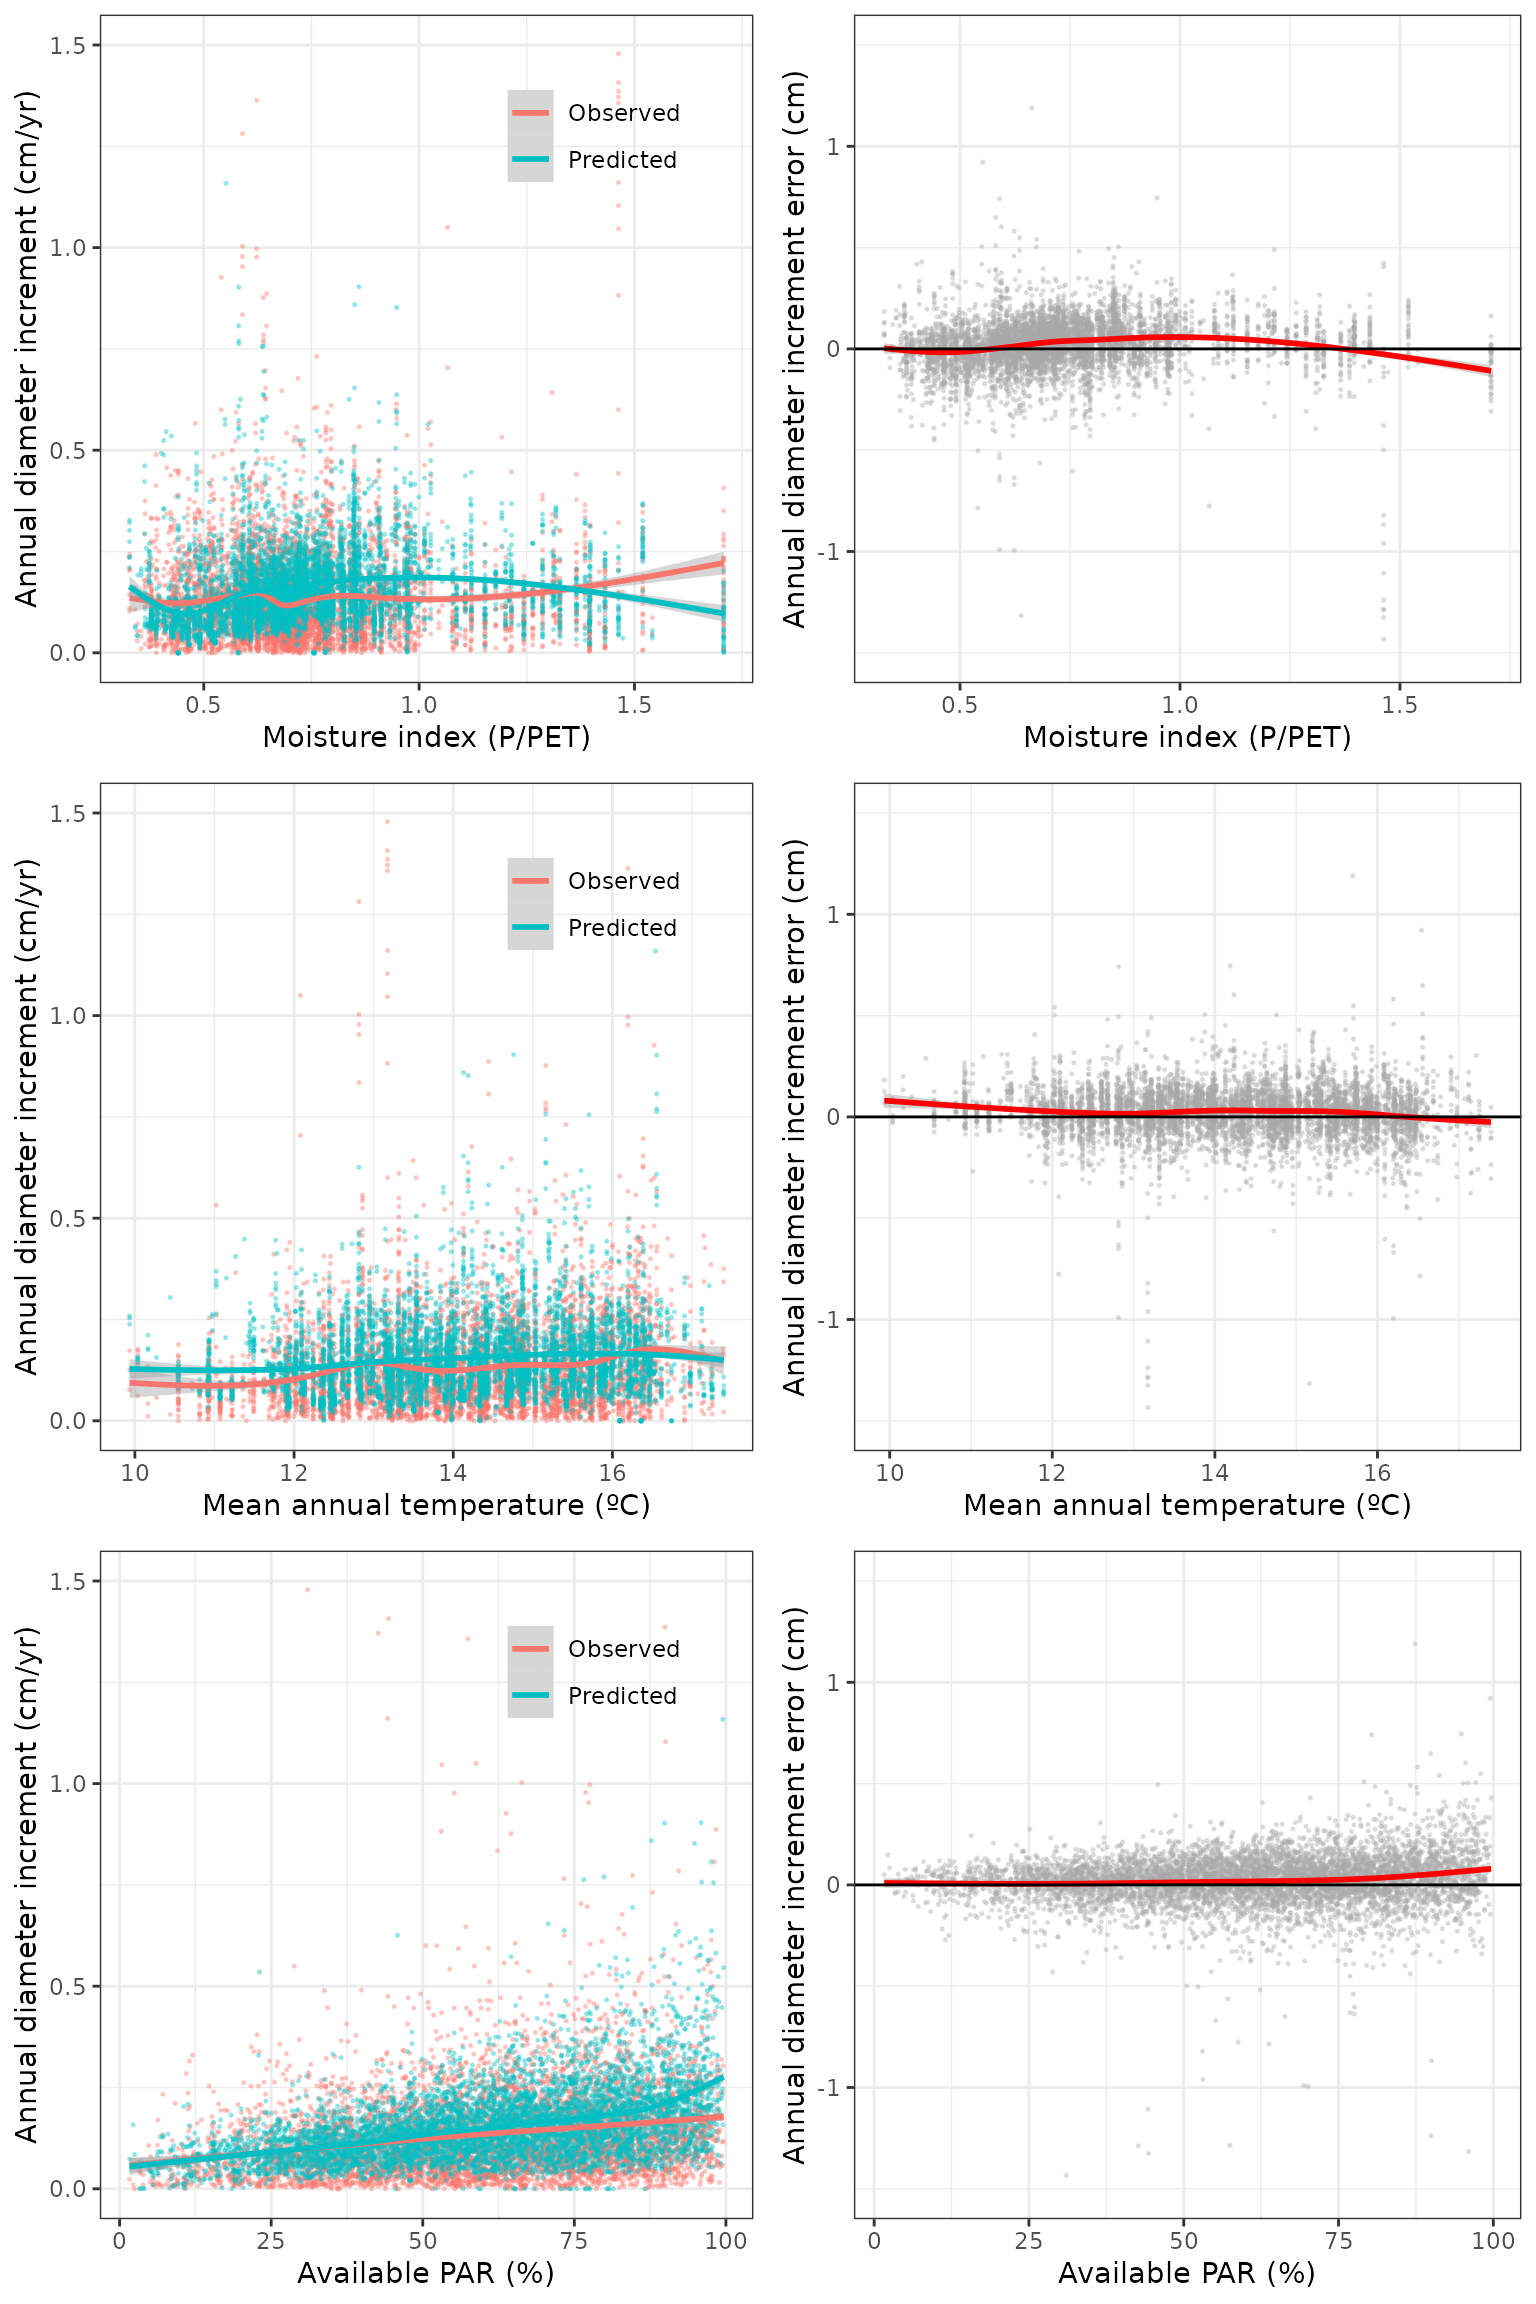 Annual diameter increment (cm/yr)
1.5
1.0
0.5
0.0
Observed
Predicted
0.5 1.0 1.5
Moisture index (P/PET)
Annual diameter increment error (cm)
1
0
-1
0.5 1.0 1.5
Moisture index (P/PET)
Annual diameter increment (cm/yr)
1.5
1.0
0.5
0.0
Observed
Predicted
10 12 14 16
Mean annual temperature (ºC)
Annual diameter increment error (cm)
1
0
-1
10 12 14 16
Mean annual temperature (ºC)
Annual diameter increment (cm/yr)
1.5
1.0
0.5
0.0
Observed
Predicted
0 25 50 75 100
Available PAR (%)
Annual diameter increment error (cm)
1
0
-1
0 25 50 75 100
Available PAR (%)